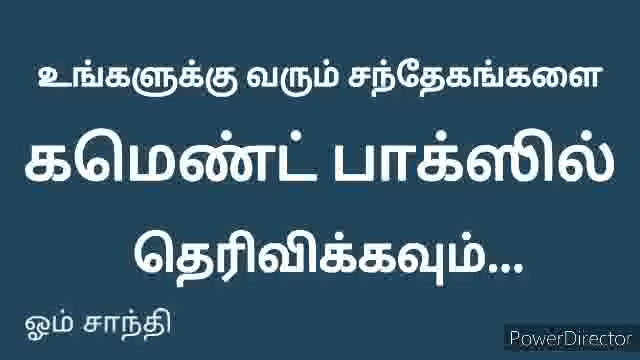 உங்களுக்கு வரும் சந்தேகங்களை
கமெண்ட் பாக்ஸில்
தெரிவிக்கவும்...
ஓம் சாந்தி
PowerDirector